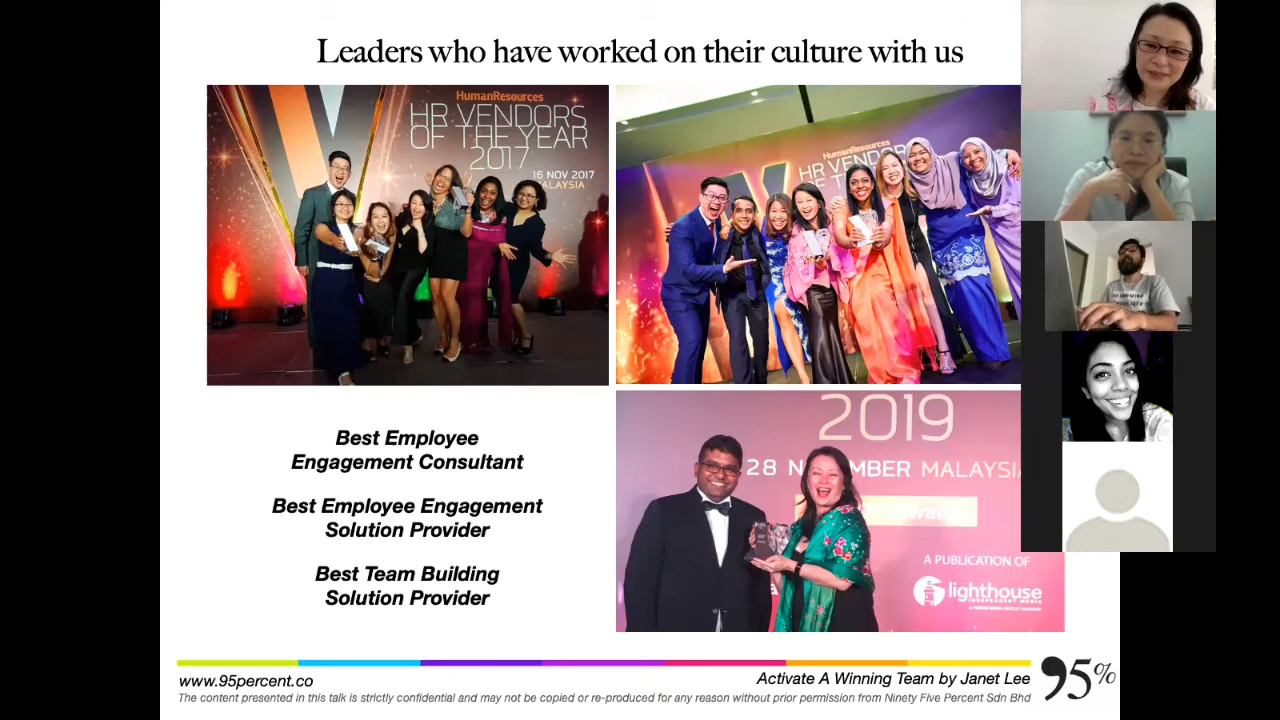 Leaders who have worked on their culture with us
HumanResources
HR VENDORS
OF THE YEAR
2017
16 NOV 2017
MALAYSIA
HumanResources
HR VENDORS
OF THE
2019
28 NOVEMBER MALAYSIA
A PUBLICATION OF
lighthouse
INDEPENDENT MEDIA
Best Employee
Engagement Consultant
Best Employee Engagement
Solution Provider
Best Team Building
Solution Provider
www.95percent.co
Activate A Winning Team by Janet Lee
95%
The content presented in this talk is strictly confidential and may not be copied or re-produced for any reason without prior permission from Ninety Five Percent Sdn Bhd